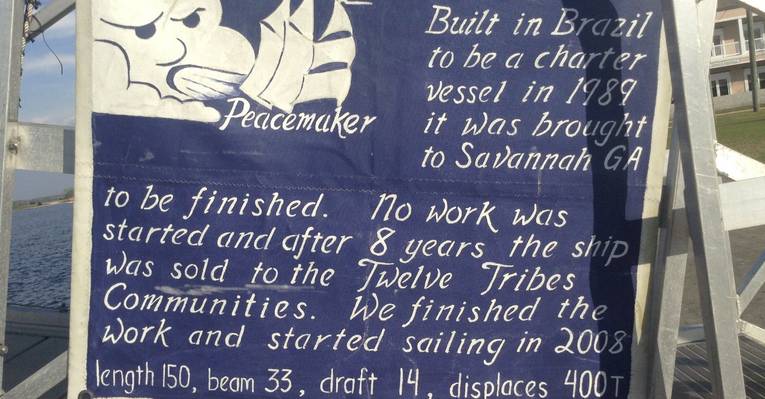 Built in Brazil
to be a charter
vessel in 1989
it was brought
to Savannah GA
Peacemaker
to be finished. No work was
started and after 8 years the ship
was sold to the Twelve Tribes
Communities. We finished the
work and started sailing in 2008
length 150, beam 33, draft 14, displaces 400T